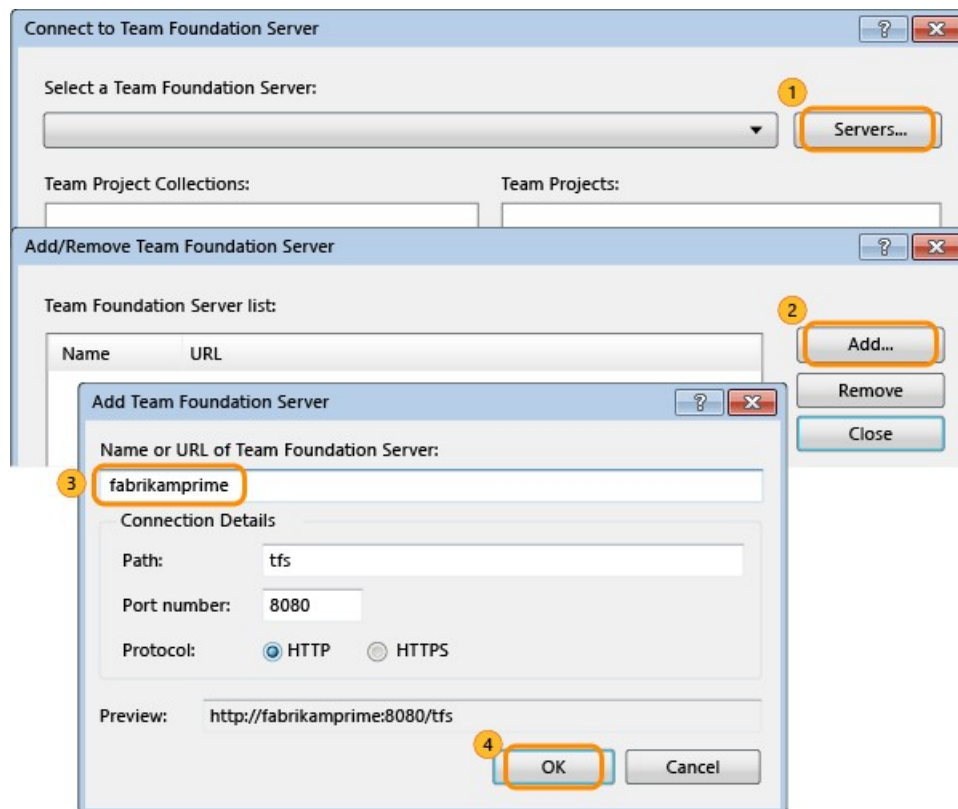 Connect to Team Foundation Server
Select a Team Foundation Server:
1
Servers...
Team Project Collections: Team Projects:
Add/Remove Team Foundation Server
Team Foundation Server list:
2
Name URL
Add...
Remove
Close
Add Team Foundation Server
Name or URL of Team Foundation Server:
3 fabrikamprime
Connection Details
Path: tfs
Port number: 8080
Protocol: HTTP HTTPS
Preview: http://fabrikamprime:8080/tfs
4
OK Cancel